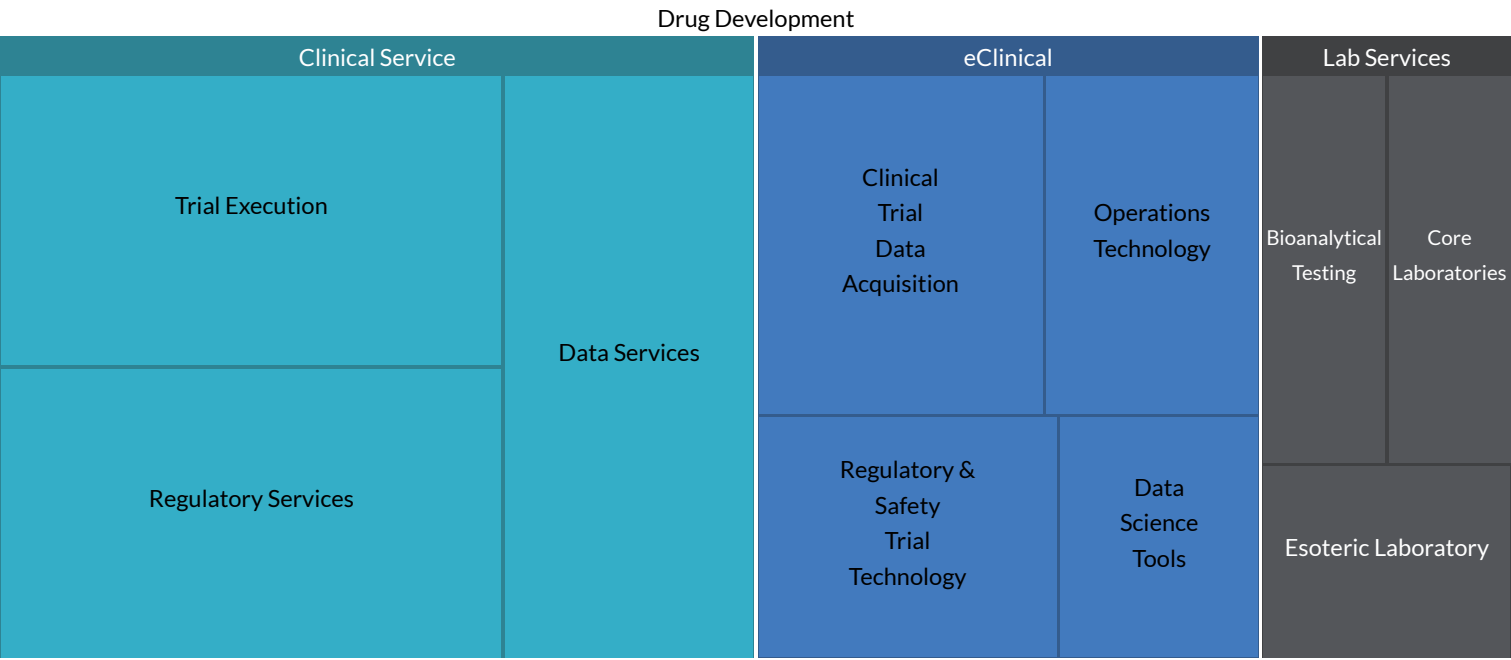 Drug Development
Clinical Service
Trial Execution
Regulatory Services
Data Services
eClinical
Clinical
Trial
Data
Acquisition
Operations
Technology
Regulatory &
Safety
Trial
Technology
Data
Science
Tools
Lab Services
Bioanalytical
Testing
Core
Laboratories
Esoteric Laboratory